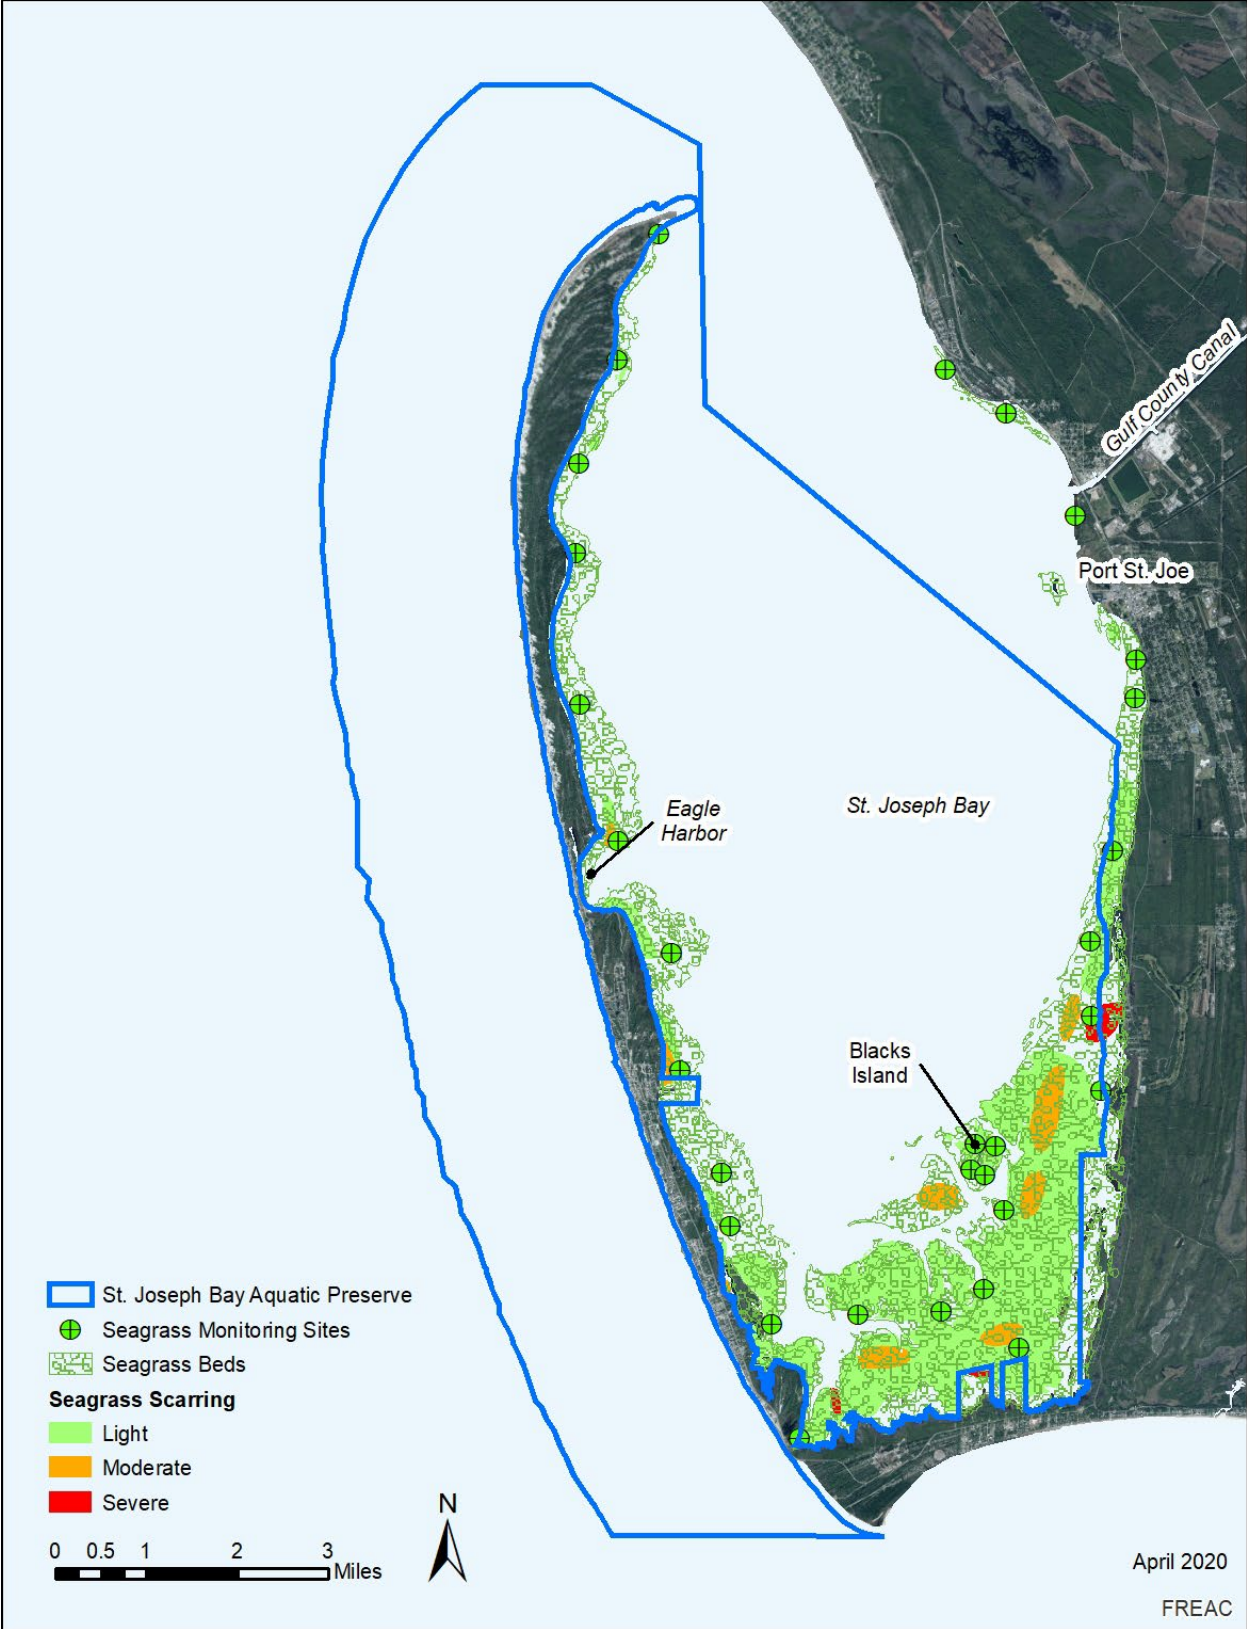 Gulf County Canal
Port St. Joe
Eagle
Harbor
St. Joseph Bay
Blacks
Island
St. Joseph Bay Aquatic Preserve
Seagrass Monitoring Sites
Seagrass Beds
Seagrass Scarring
Light
Moderate
Severe
N
0 0.5 1 2 3
Miles
April 2020
FREAC